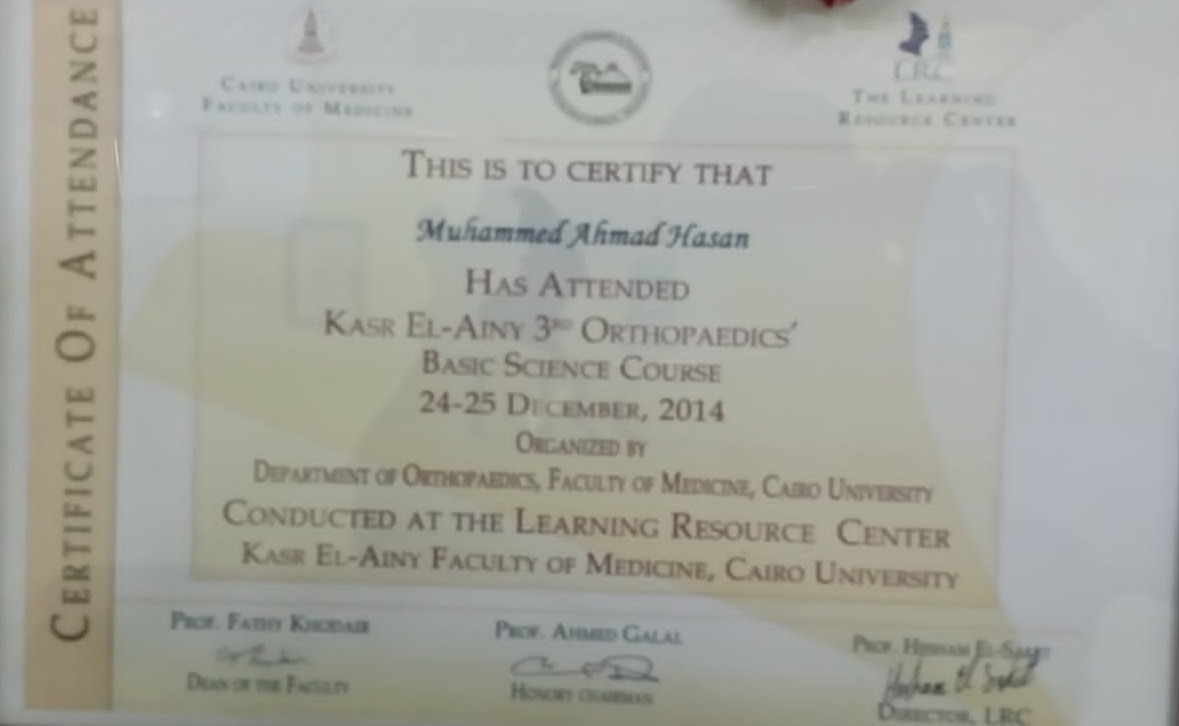 CERTIFICATE OF ATTENDANCE
CAIRO UNIVERSITY
FACULTY OF MEDICINE
LRC
THE LEARNING
RESOURCE CENTER
THIS IS TO CERTIFY THAT
Muhammed Ahmad Hasan
HAS ATTENDED
KASR EL-AINY 3RD ORTHOPAEDICS'
BASIC SCIENCE COURSE
24-25 DECEMBER, 2014
ORGANIZED BY
DEPARTMENT OF ORTHOPAEDICS, FACULTY OF MEDICINE, CAIRO UNIVERSITY
CONDUCTED AT THE LEARNING RESOURCE CENTER
KASR EL-AINY FACULTY OF MEDICINE, CAIRO UNIVERSITY
PROF. FATHY KHUDAIR
PROF. AHMED GALAL
PROF. HESHAM
DEAN OF THE FACULTY
HONORY CHAIRMAN
DIRECTOR, LRC